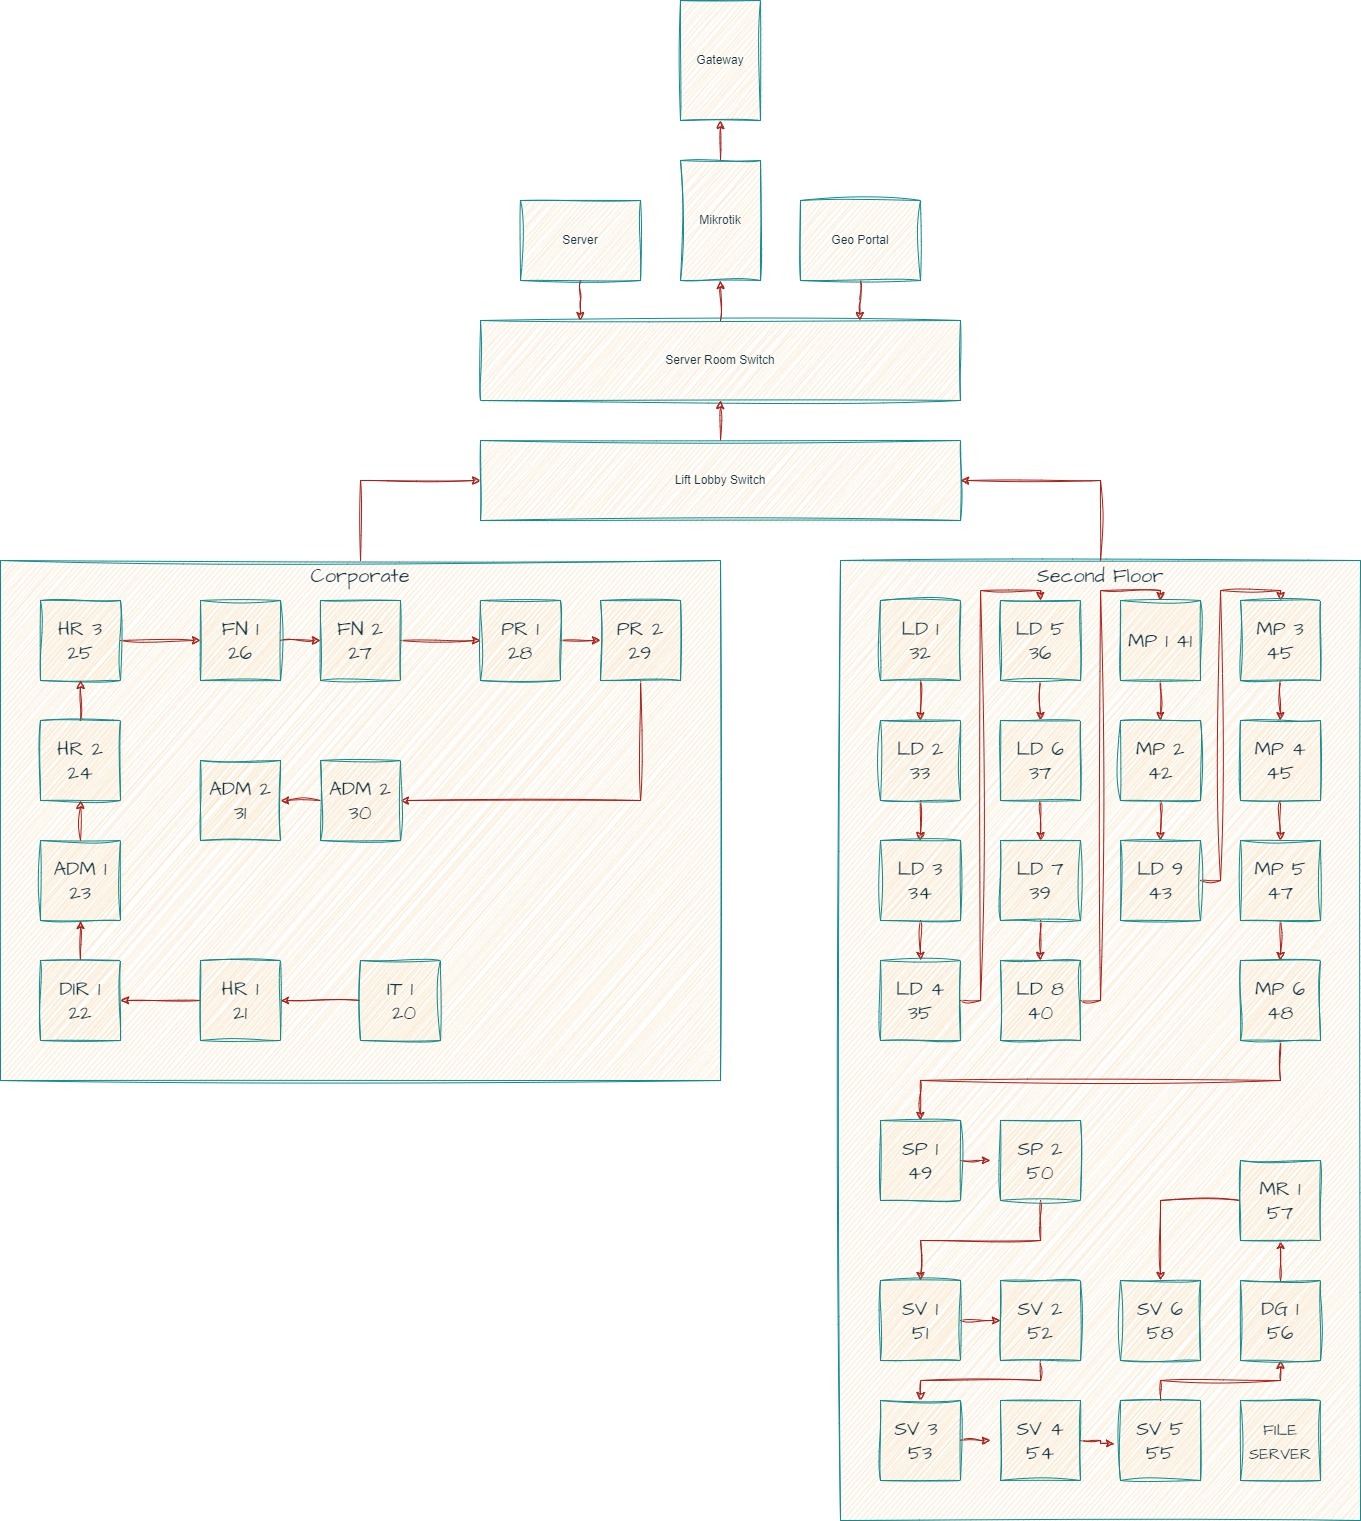 Gateway
Mikrotik
Server
Geo Portal
Server Room Switch
Lift Lobby Switch
Corporate
HR 3
25
FN 1
26
FN 2
27
PR 1
28
PR 2
29
HR 2
24
ADM 2
31
ADM 2
30
ADM 1
23
DIR 1
22
HR 1
21
IT 1
20
Second Floor
LD 1
32
LD 5
36
MP 1 41
MP 3
45
LD 2
33
LD 6
37
MP 2
42
MP 4
45
LD 3
34
LD 7
39
LD 9
43
MP 5
47
LD 4
35
LD 8
40
MP 6
48
SP 1
49
SP 2
50
MR 1
57
SV 1
51
SV 2
52
SV 6
58
DG 1
56
SV 3
53
SV 4
54
SV 5
55
FILE
SERVER